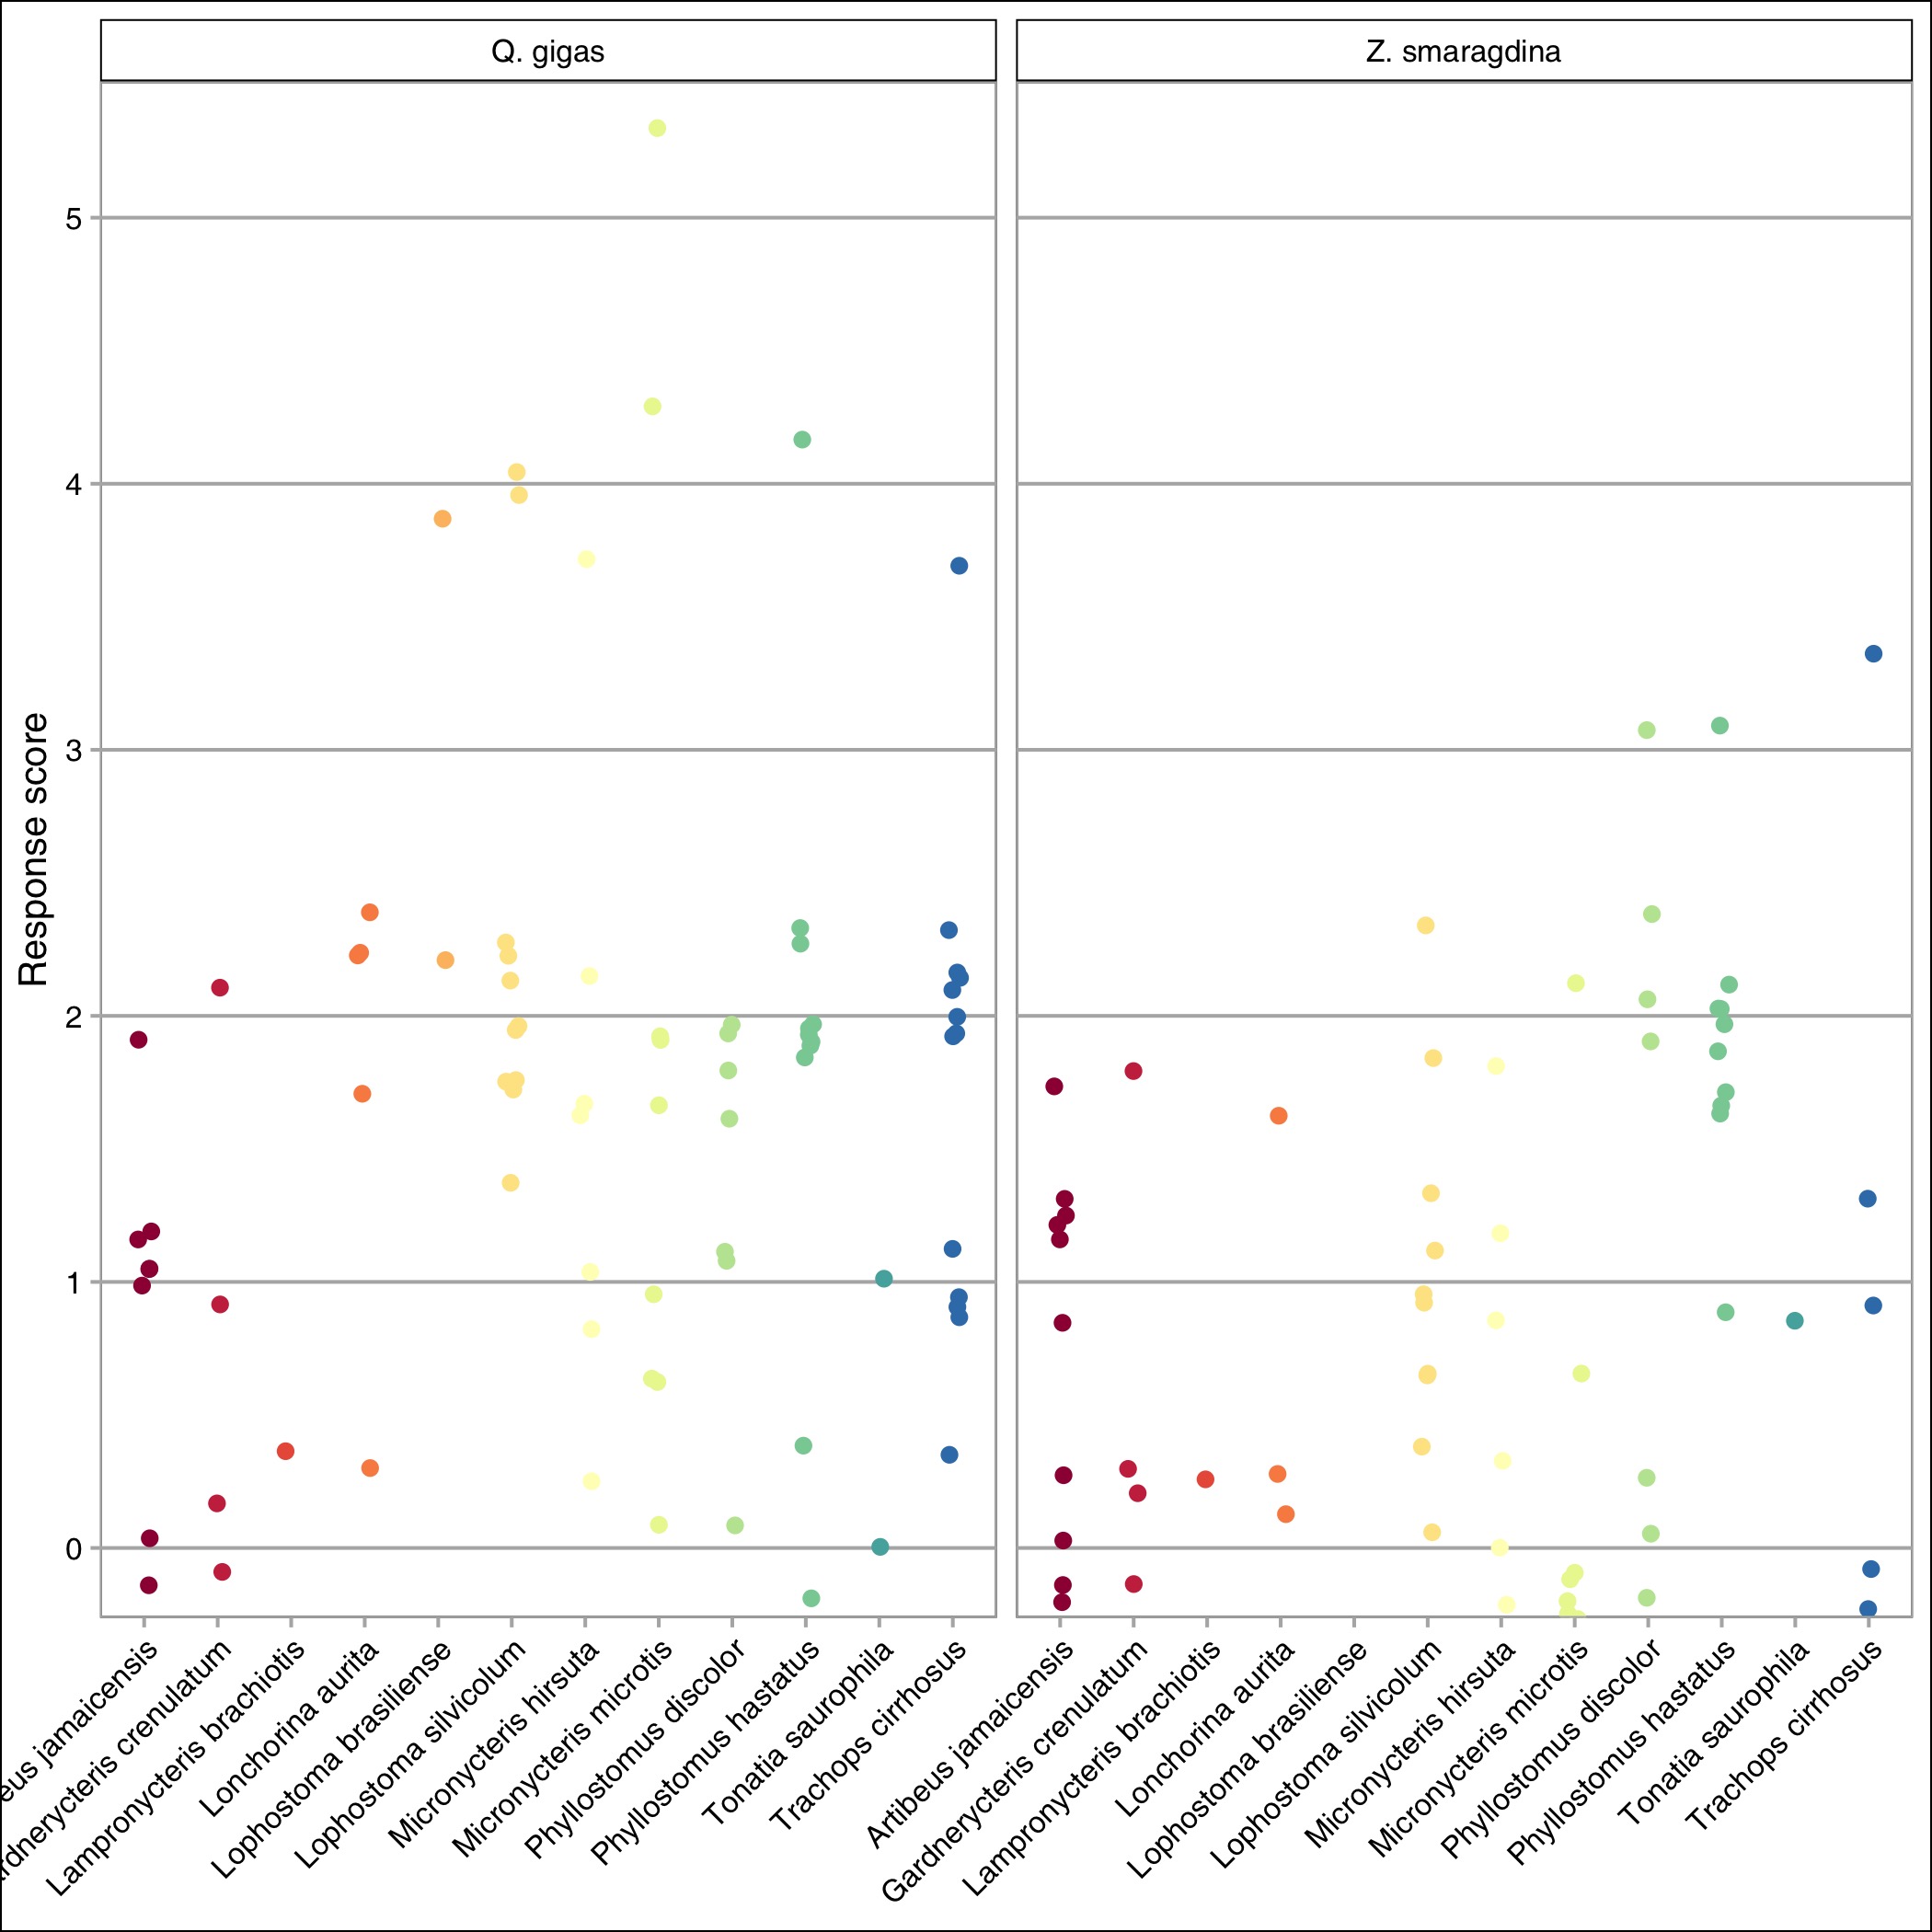 Q. gigas
Z. smaragdina
Response score
5
4
3
2
1
0
jamaicensis
crenulatum
Lampronycteris brachiotis
Lonchorina aurita
Lophostoma brasiliense
Lophostoma silvicolum
Micronycteris hirsuta
Micronycteris microtis
Phyllostomus discolor
Phyllostomus hastatus
Tonatia saurophila
Trachops cirrhosus
Artibeus jamaicensis
Gardnerycteris crenulatum
Lampronycteris brachiotis
Lonchorina aurita
Lophostoma brasiliense
Lophostoma silvicolum
Micronycteris hirsuta
Micronycteris microtis
Phyllostomus discolor
Phyllostomus hastatus
Tonatia saurophila
Trachops cirrhosus